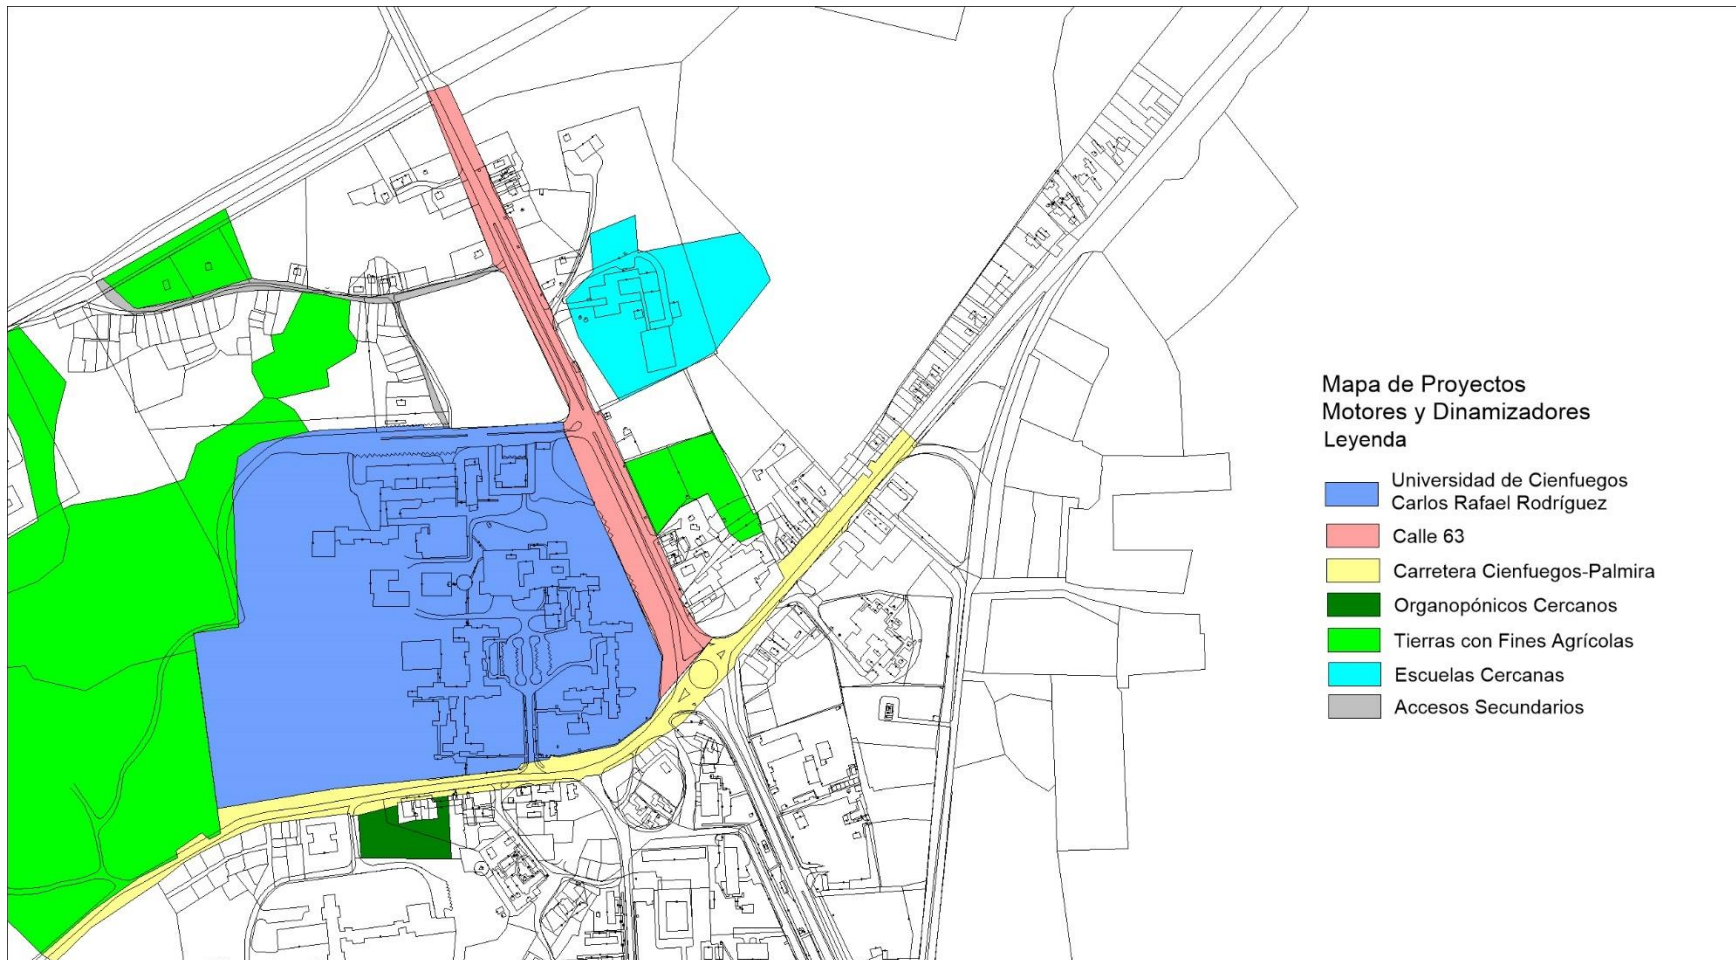 Mapa de Proyectos
Motores y Dinamizadores
Leyenda
Universidad de Cienfuegos
Carlos Rafael Rodríguez
Calle 63
Carretera Cienfuegos-Palmira
Organopónicos Cercanos
Tierras con Fines Agrícolas
Escuelas Cercanas
Accesos Secundarios